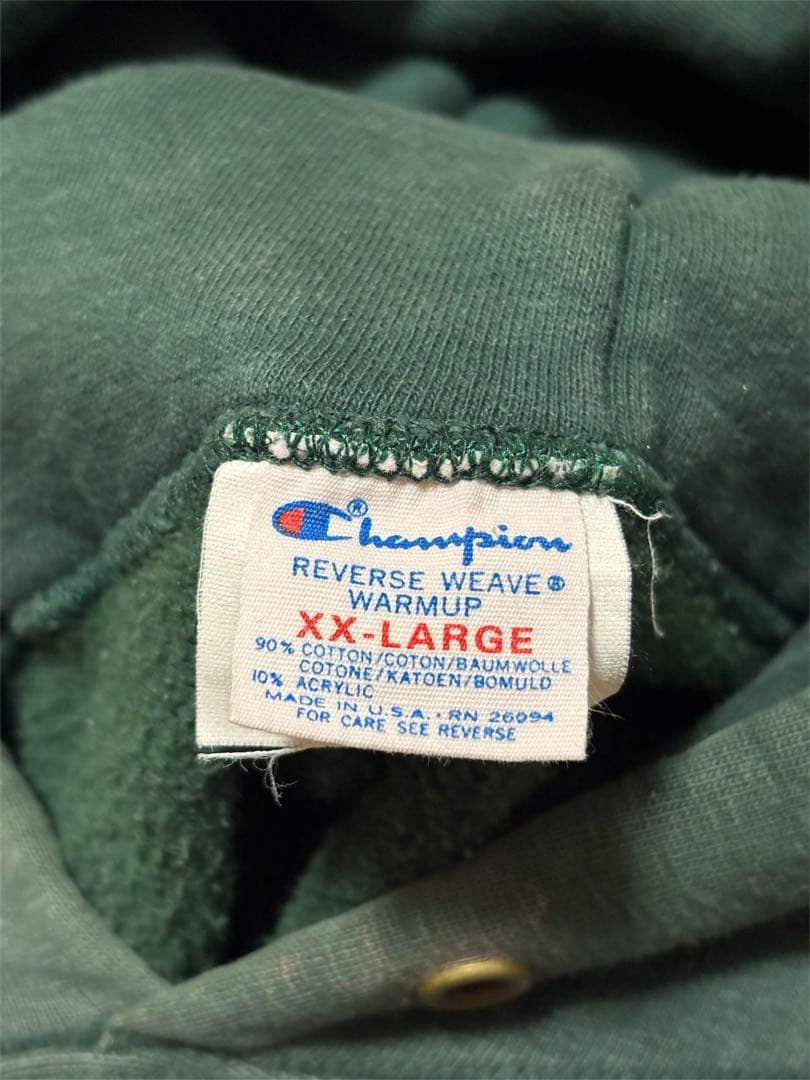 Champion®
REVERSE WEAVE®
WARMUP
XX-LARGE
90% COTTON/COTON/BAUMWOLLE
COTONE/KATOEN/BOMULD
10% ACRYLIC
MADE IN U.S.A. · RN 26094
FOR CARE SEE REVERSE